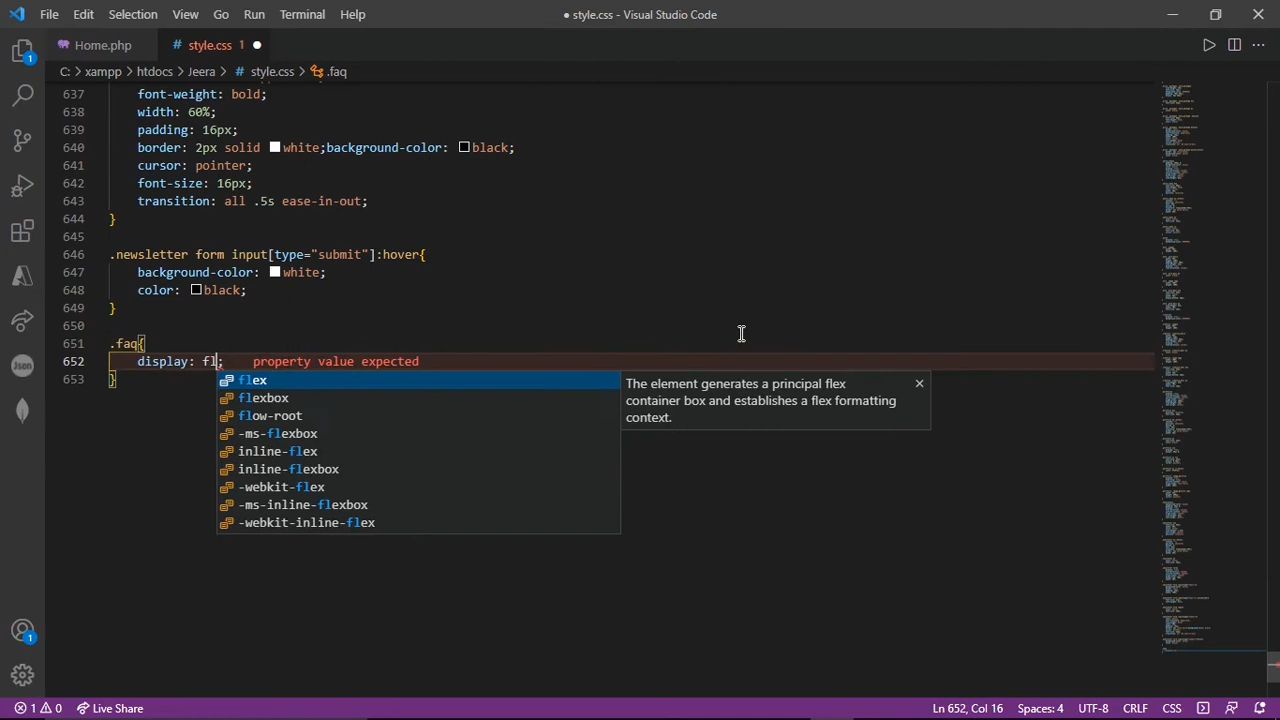 File Edit Selection View Go Run Terminal Help
● style.css - Visual Studio Code
Home.php
# style.css 1 ●
C: > xampp > htdocs > Jeera > # style.css > .faq
637 font-weight: bold;
638 width: 60%;
639 padding: 16px;
640 border: 2px solid white;background-color: black;
641 cursor: pointer;
642 font-size: 16px;
643 transition: all .5s ease-in-out;
644 }
645
646 .newsletter form input[type="submit"]:hover{
647 background-color: white;
648 color: black;
649 }
650
651 .faq{
652 display: fl; property value expected
653 }
flex
flexbox
flow-root
-ms-flexbox
inline-flex
inline-flexbox
-webkit-flex
-ms-inline-flexbox
-webkit-inline-flex
The element generates a principal flex
container box and establishes a flex formatting
context.
1
JSON
1
1 0 Live Share
Ln 652, Col 16 Spaces: 4 UTF-8 CRLF CSS